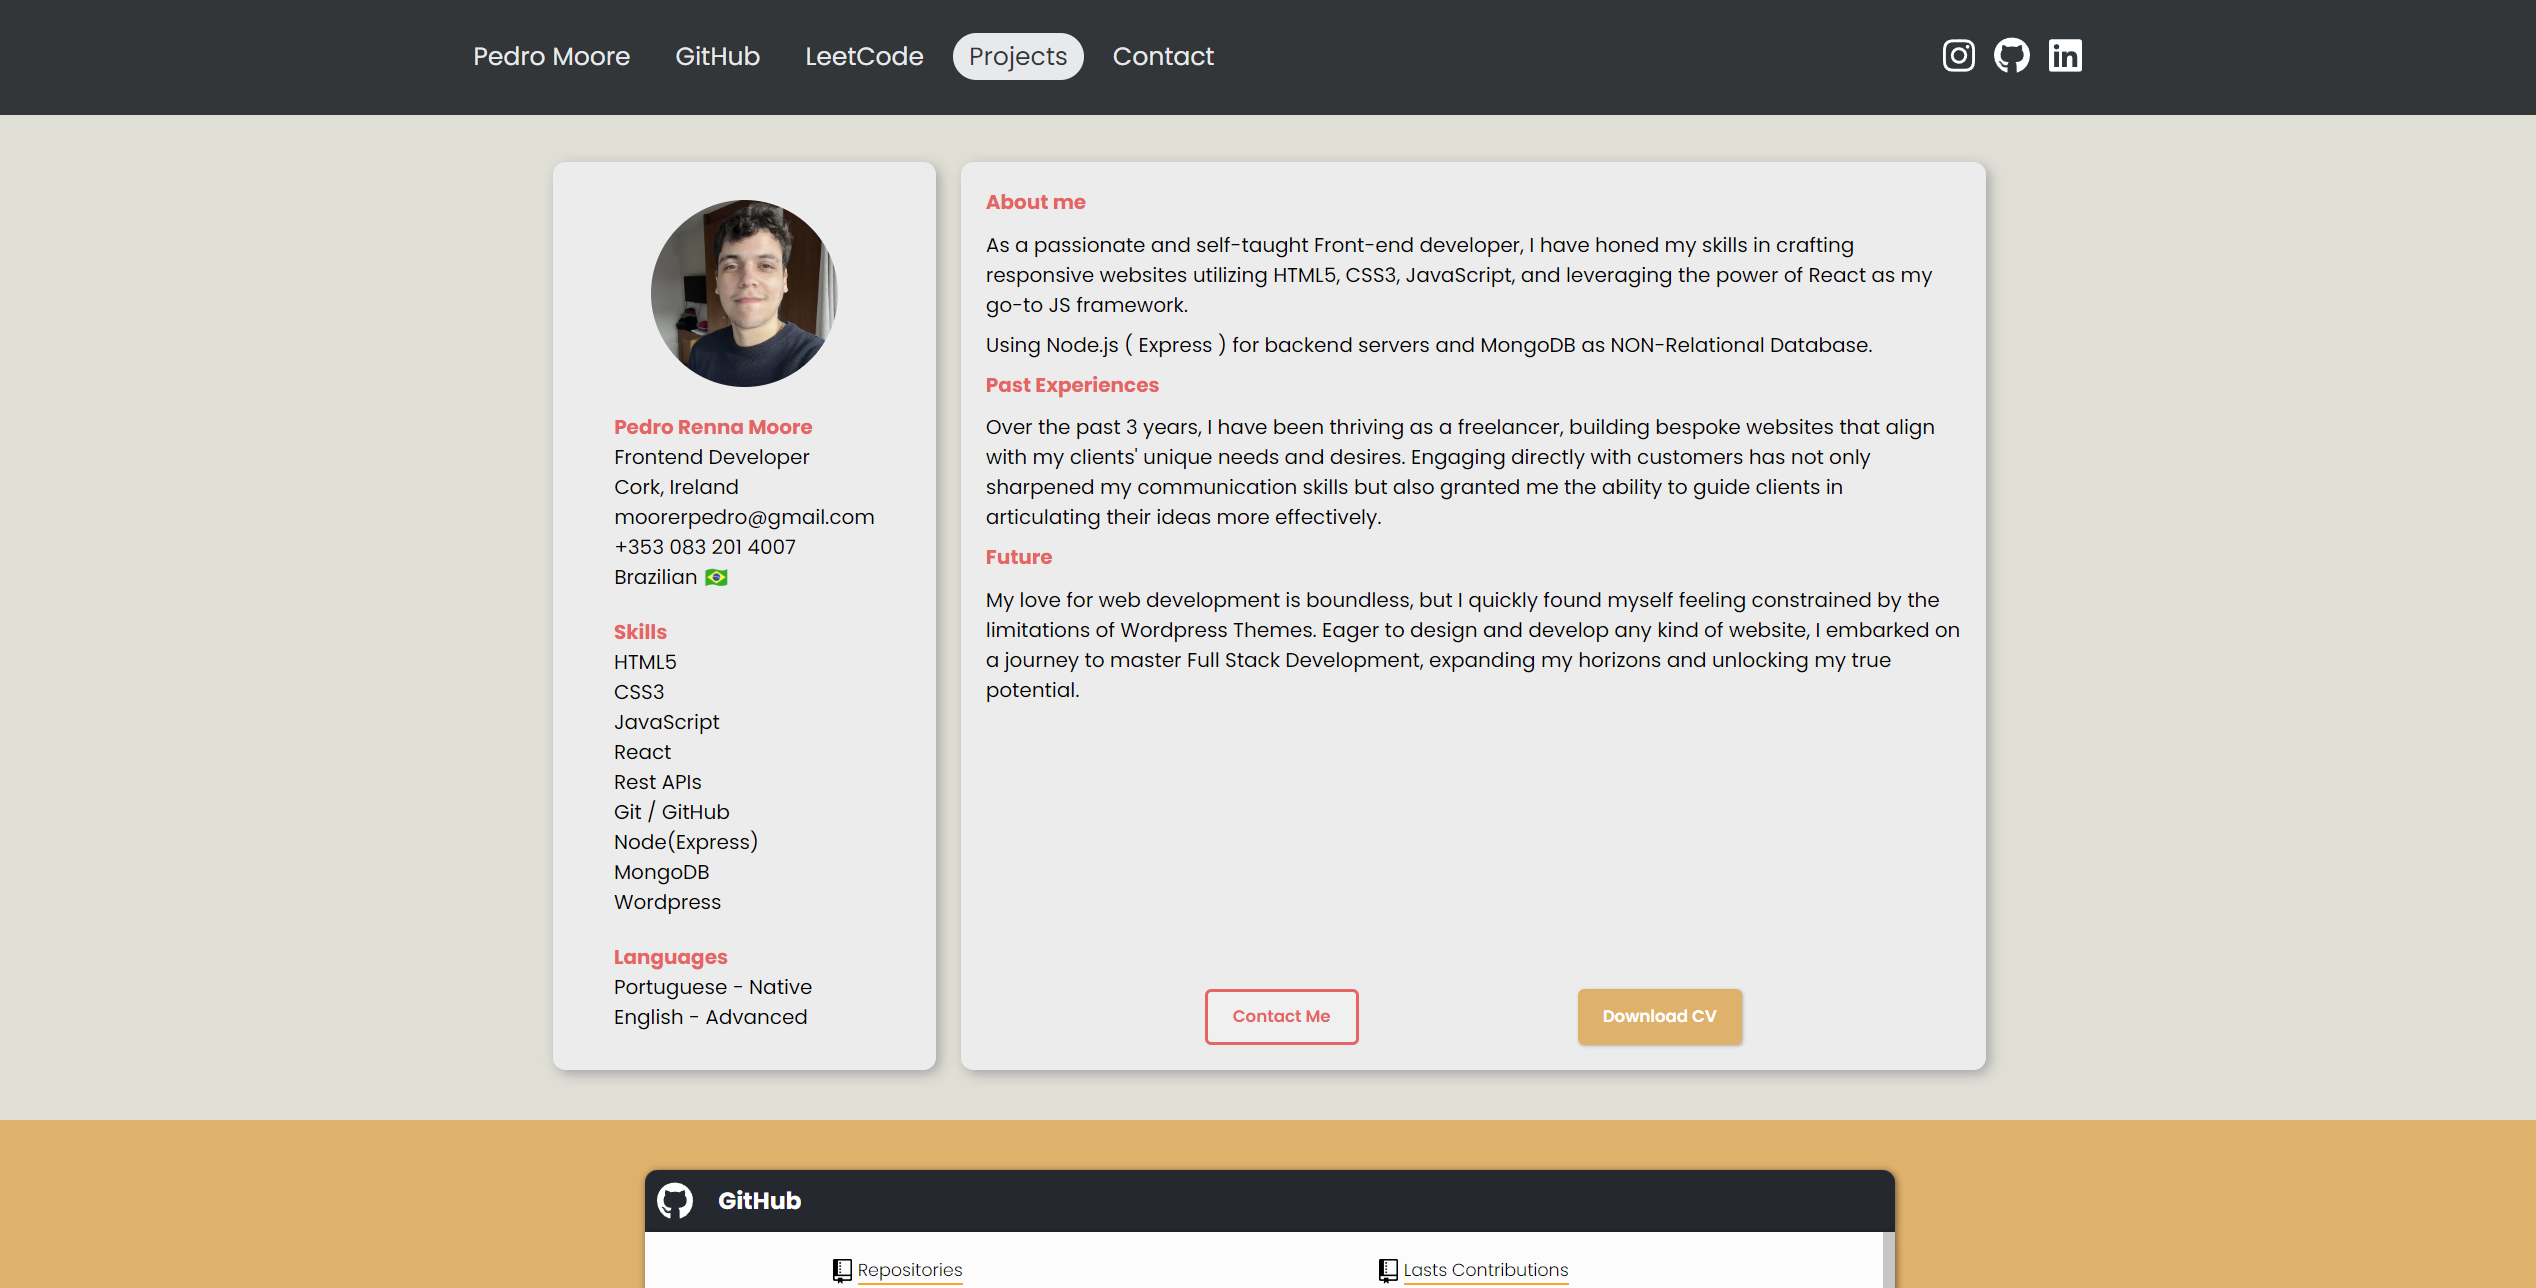 Pedro Moore
GitHub
LeetCode
Projects
Contact
Pedro Renna Moore
Frontend Developer
Cork, Ireland
moorerpedro@gmail.com
+353 083 201 4007
Brazilian 🇧🇷
Skills
HTML5
CSS3
JavaScript
React
Rest APIs
Git / GitHub
Node(Express)
MongoDB
Wordpress
Languages
Portuguese - Native
English - Advanced
About me
As a passionate and self-taught Front-end developer, I have honed my skills in crafting
responsive websites utilizing HTML5, CSS3, JavaScript, and leveraging the power of React as my
go-to JS framework.
Using Node.js ( Express ) for backend servers and MongoDB as NON-Relational Database.
Past Experiences
Over the past 3 years, I have been thriving as a freelancer, building bespoke websites that align
with my clients' unique needs and desires. Engaging directly with customers has not only
sharpened my communication skills but also granted me the ability to guide clients in
articulating their ideas more effectively.
Future
My love for web development is boundless, but I quickly found myself feeling constrained by the
limitations of Wordpress Themes. Eager to design and develop any kind of website, I embarked on
a journey to master Full Stack Development, expanding my horizons and unlocking my true
potential.
Contact Me
Download CV
GitHub
Repositories
Lasts Contributions